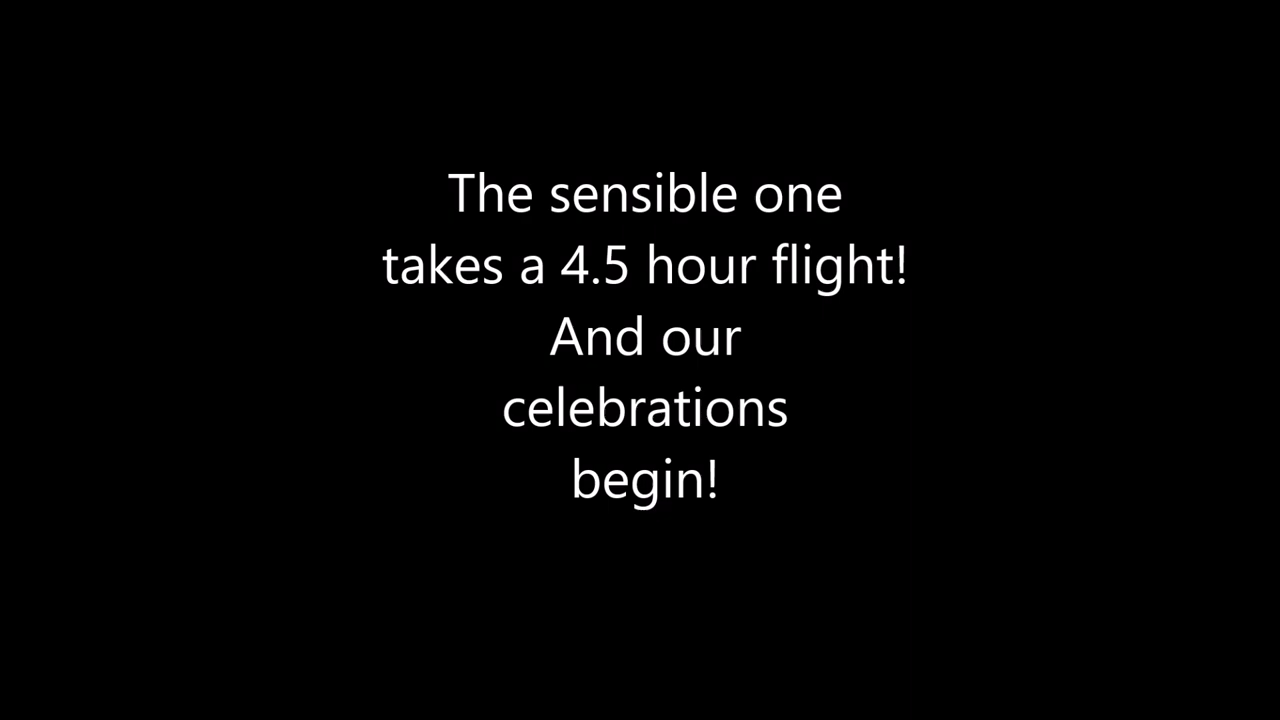 The sensible one
takes a 4.5 hour flight!
And our
celebrations
begin!